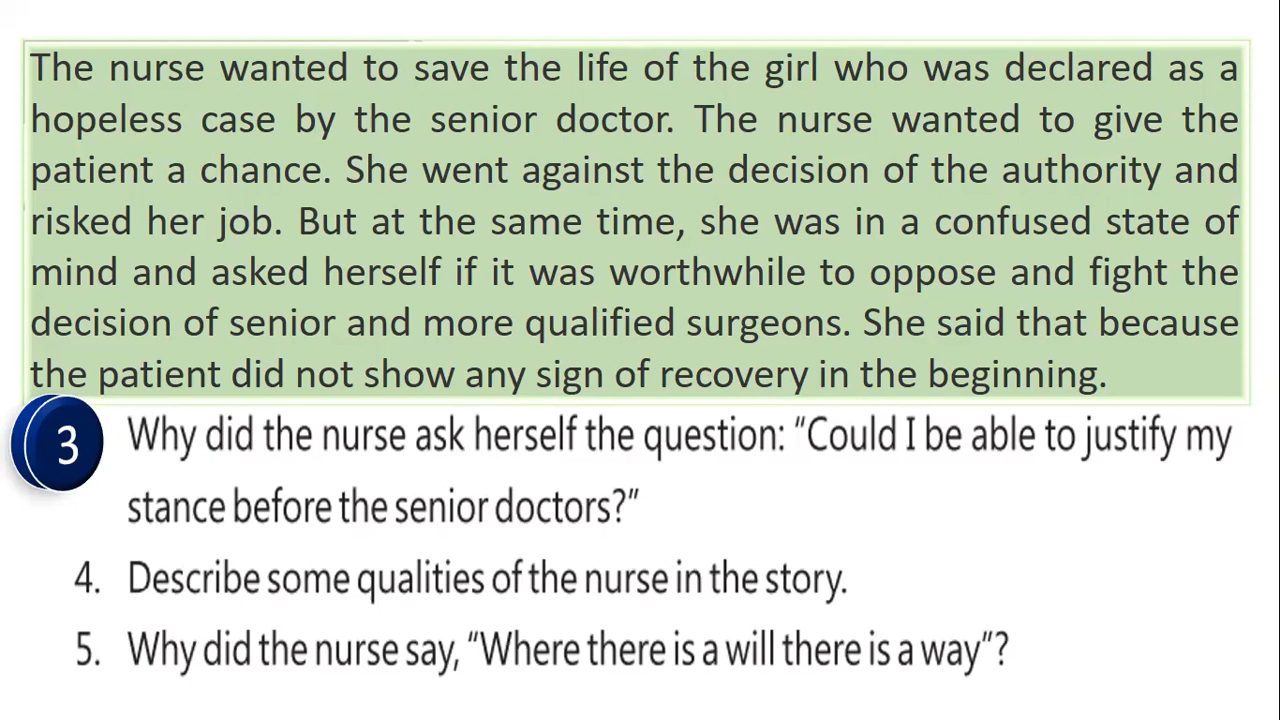 The nurse wanted to save the life of the girl who was declared as a
hopeless case by the senior doctor. The nurse wanted to give the
patient a chance. She went against the decision of the authority and
risked her job. But at the same time, she was in a confused state of
mind and asked herself if it was worthwhile to oppose and fight the
decision of senior and more qualified surgeons. She said that because
the patient did not show any sign of recovery in the beginning.
3 Why did the nurse ask herself the question: “Could I be able to justify my
stance before the senior doctors?”
4. Describe some qualities of the nurse in the story.
5. Why did the nurse say, “Where there is a will there is a way”?